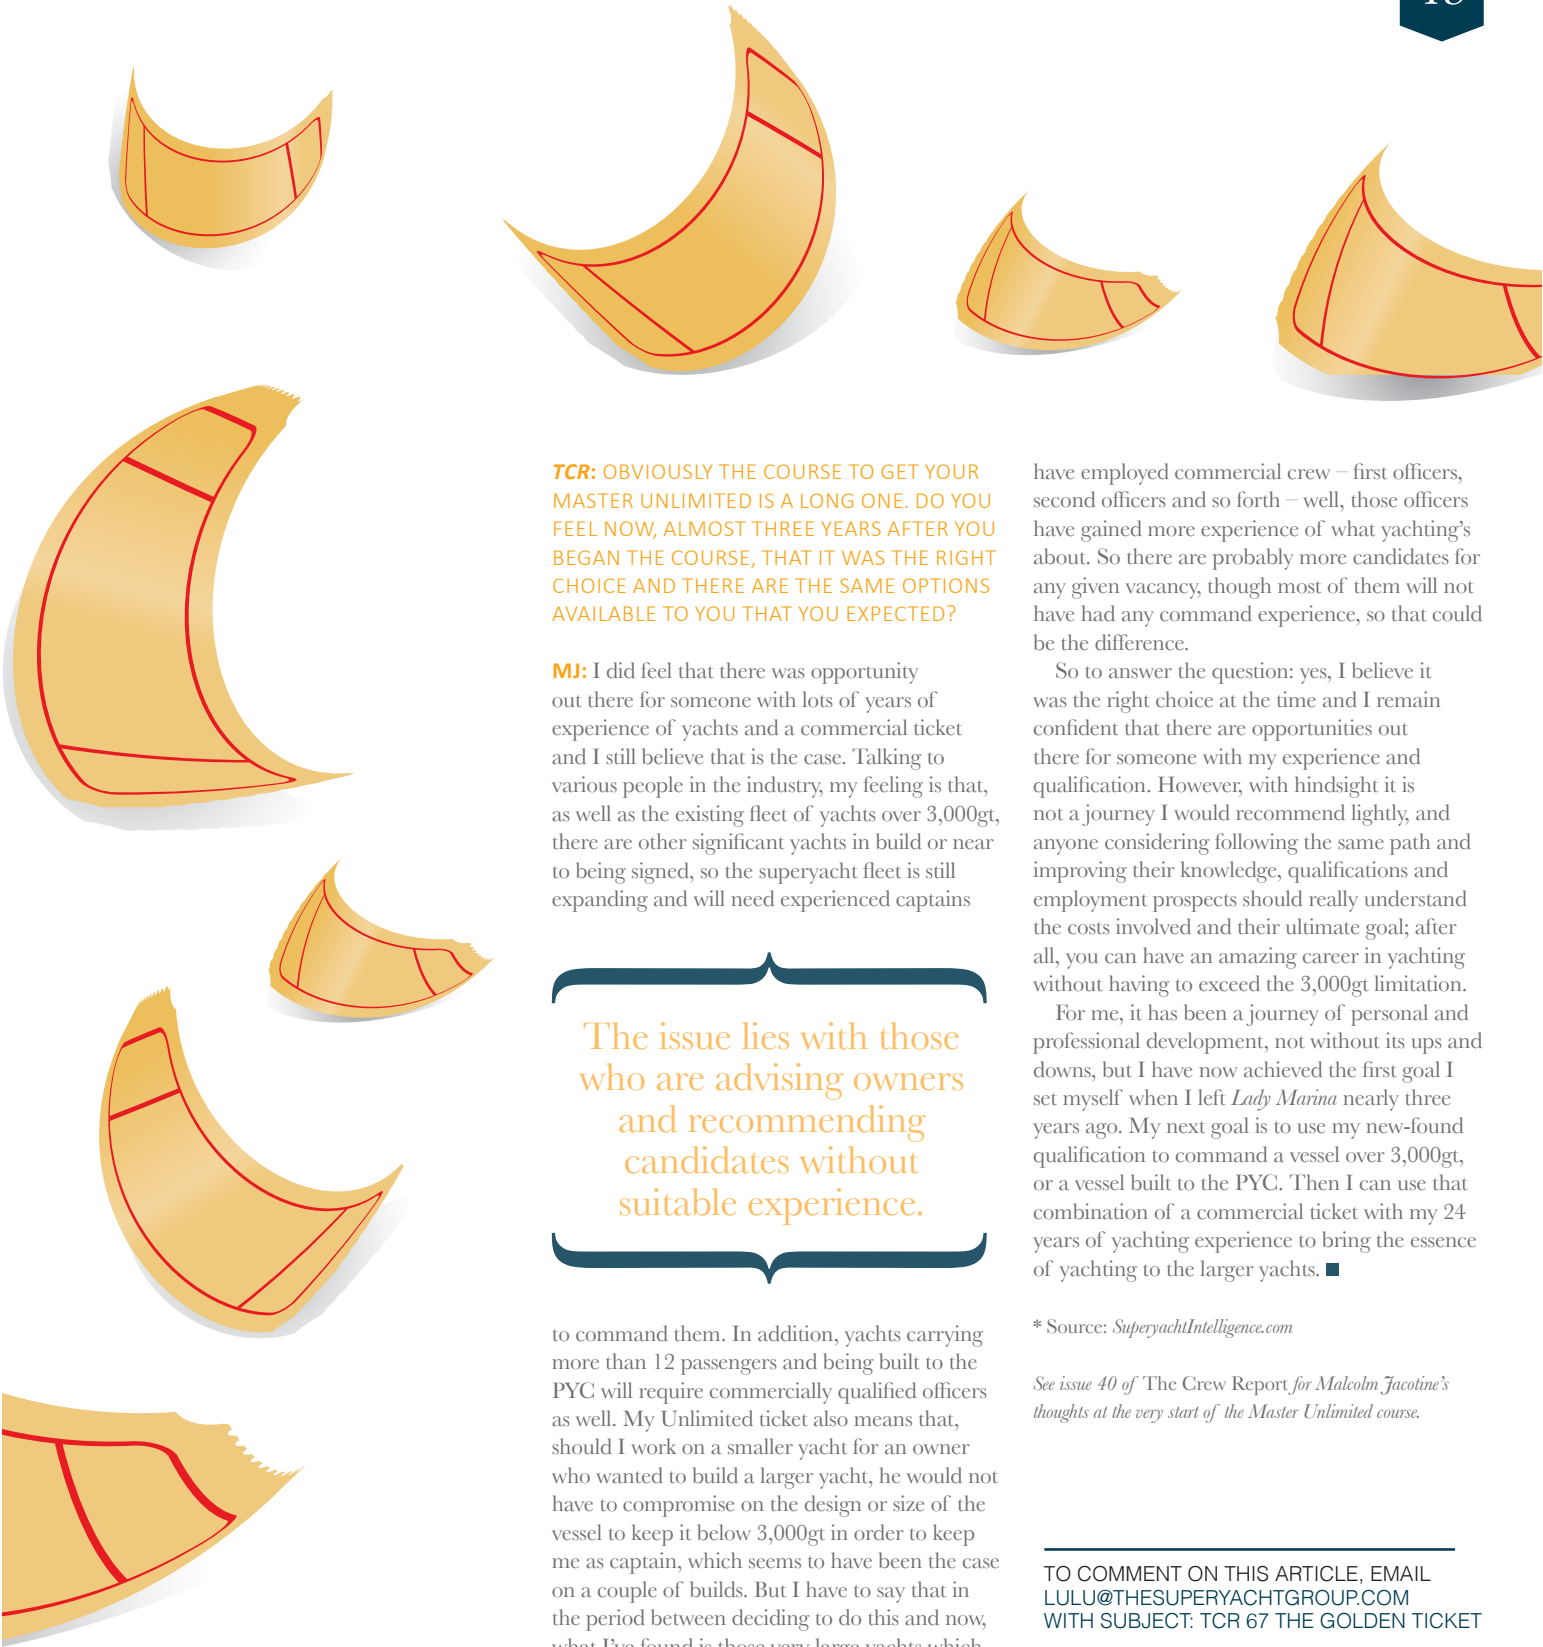 TCR: OBVIOUSLY THE COURSE TO GET YOUR
MASTER UNLIMITED IS A LONG ONE. DO YOU
FEEL NOW, ALMOST THREE YEARS AFTER YOU
BEGAN THE COURSE, THAT IT WAS THE RIGHT
CHOICE AND THERE ARE THE SAME OPTIONS
AVAILABLE TO YOU THAT YOU EXPECTED?
MJ: I did feel that there was opportunity
out there for someone with lots of years of
experience of yachts and a commercial ticket
and I still believe that is the case. Talking to
various people in the industry, my feeling is that,
as well as the existing fleet of yachts over 3,000gt,
there are other significant yachts in build or near
to being signed, so the superyacht fleet is still
expanding and will need experienced captains
The issue lies with those
who are advising owners
and recommending
candidates without
suitable experience.
to command them. In addition, yachts carrying
more than 12 passengers and being built to the
PYC will require commercially qualified officers
as well. My Unlimited ticket also means that,
should I work on a smaller yacht for an owner
who wanted to build a larger yacht, he would not
have to compromise on the design or size of the
vessel to keep it below 3,000gt in order to keep
me as captain, which seems to have been the case
on a couple of builds. But I have to say that in
the period between deciding to do this and now,
what I've found is those very large yachts which
have employed commercial crew – first officers,
second officers and so forth – well, those officers
have gained more experience of what yachting's
about. So there are probably more candidates for
any given vacancy, though most of them will not
have had any command experience, so that could
be the difference.
So to answer the question: yes, I believe it
was the right choice at the time and I remain
confident that there are opportunities out
there for someone with my experience and
qualification. However, with hindsight it is
not a journey I would recommend lightly, and
anyone considering following the same path and
improving their knowledge, qualifications and
employment prospects should really understand
the costs involved and their ultimate goal; after
all, you can have an amazing career in yachting
without having to exceed the 3,000gt limitation.
For me, it has been a journey of personal and
professional development, not without its ups and
downs, but I have now achieved the first goal I
set myself when I left Lady Marina nearly three
years ago. My next goal is to use my new-found
qualification to command a vessel over 3,000gt,
or a vessel built to the PYC. Then I can use that
combination of a commercial ticket with my 24
years of yachting experience to bring the essence
of yachting to the larger yachts.
* Source: SuperyachtIntelligence.com
See issue 40 of The Crew Report for Malcolm Jacotine's
thoughts at the very start of the Master Unlimited course.
TO COMMENT ON THIS ARTICLE, EMAIL
LULU@THESUPERYACHTGROUP.COM
WITH SUBJECT: TCR 67 THE GOLDEN TICKET